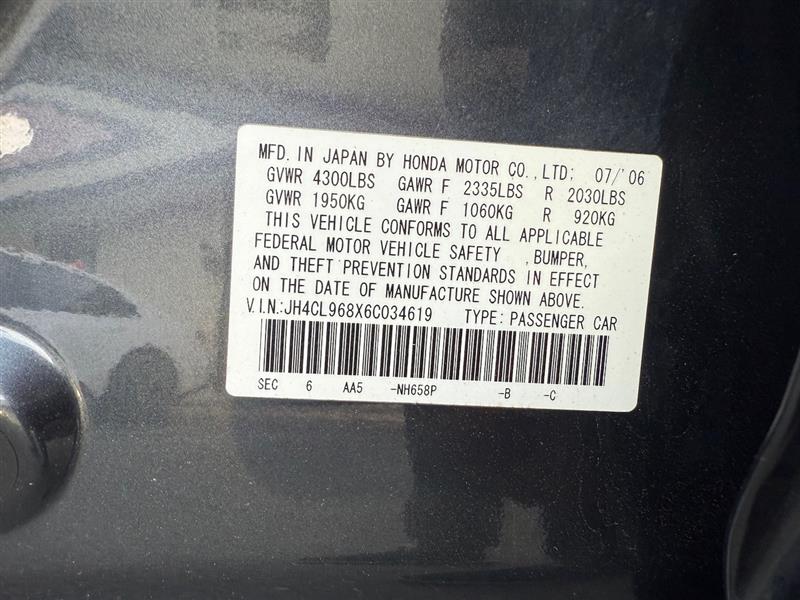 MFD. IN JAPAN BY HONDA MOTOR CO., LTD; 07/'06
GVWR 4300LBS GAWR F 2335LBS R 2030LBS
GVWR 1950KG GAWR F 1060KG R 920KG
THIS VEHICLE CONFORMS TO ALL APPLICABLE
FEDERAL MOTOR VEHICLE SAFETY , BUMPER,
AND THEFT PREVENTION STANDARDS IN EFFECT
ON THE DATE OF MANUFACTURE SHOWN ABOVE.
V.I.N.:JH4CL968X6C034619 TYPE: PASSENGER CAR
SEC 6 AA5 -NH658P -B -C